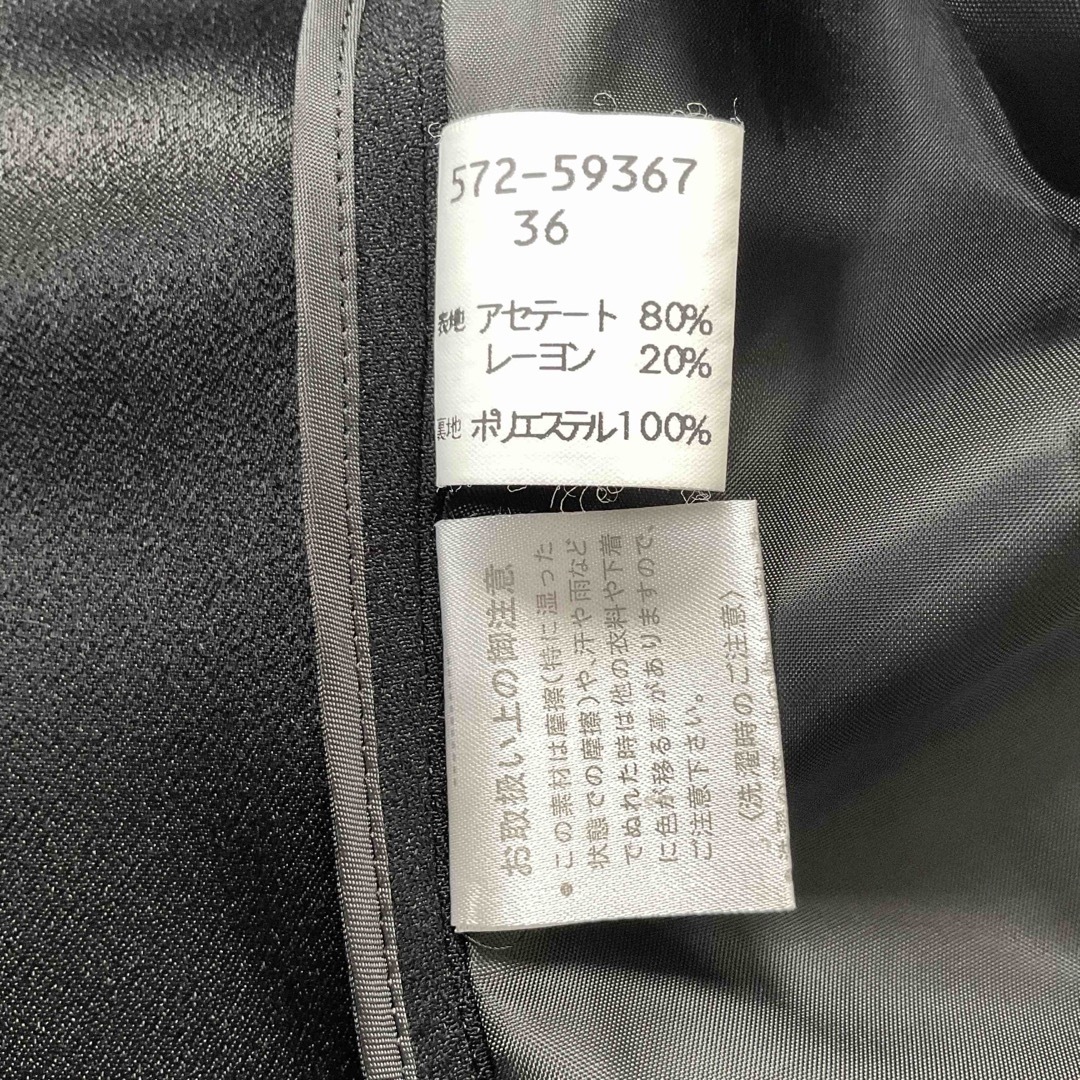 572-59367
36
表地 アセテート 80%
レーヨン 20%
裏地 ポリエステル100%
お取扱い上の御注意
● この素材は摩擦(特に湿った
状態での摩擦)や、汗や雨など
でぬれた時は他の衣料や下着
に色が移る事がありますので、
ご注意下さい。
〈洗濯時のご注意〉